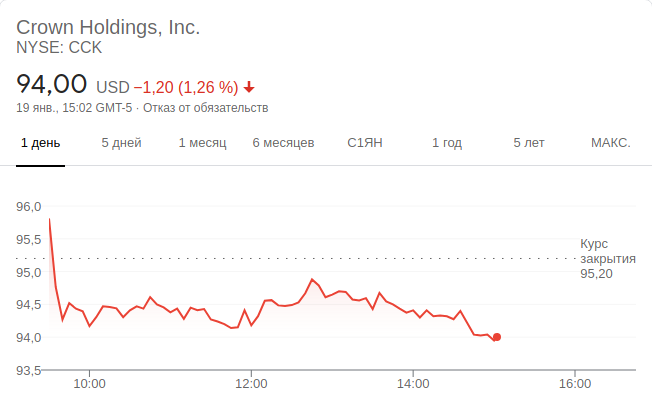 Crown Holdings, Inc.
NYSE: CCK
94,00 USD −1,20 (1,26 %)
19 янв., 15:02 GMT-5 · Отказ от обязательств
1 день 5 дней 1 месяц 6 месяцев С1ЯН 1 год 5 лет МАКС.
96,0
95,5
95,0
94,5
94,0
93,5
Курс
закрытия
95,20
10:00 12:00 14:00 16:00